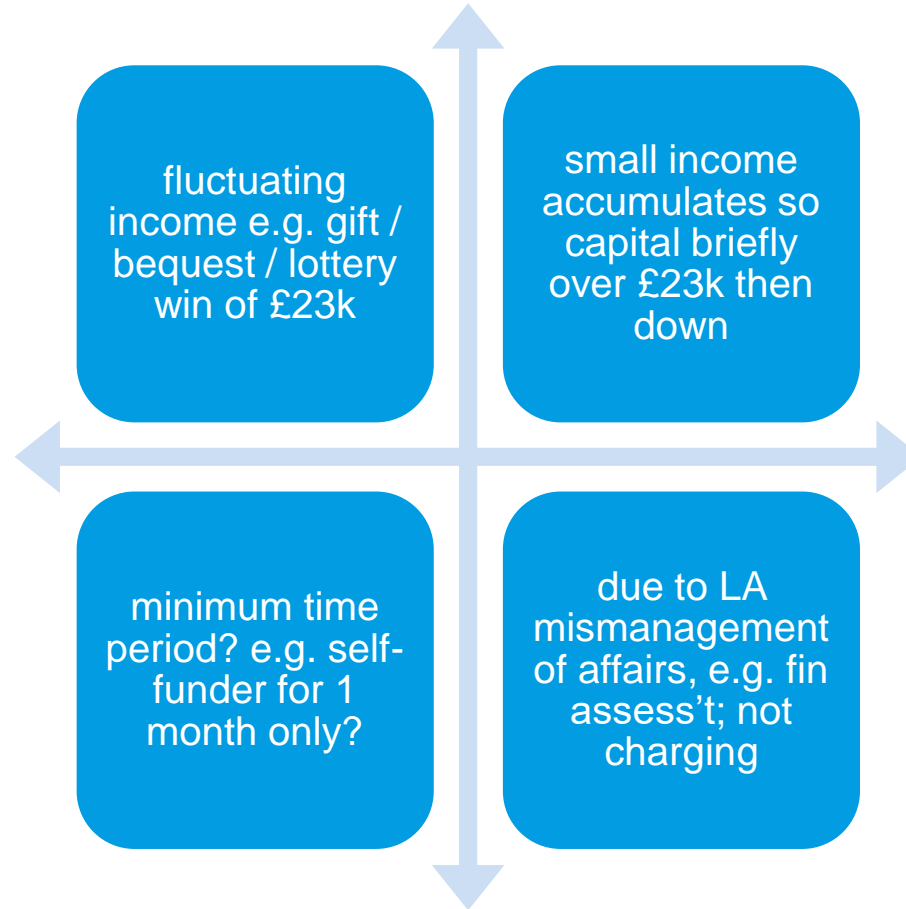 fluctuating
income e.g. gift /
bequest / lottery
win of £23k
small income
accumulates so
capital briefly
over £23k then
down
minimum time
period? e.g. self-
funder for 1
month only?
due to LA
mismanagement
of affairs, e.g. fin
assess’t; not
charging